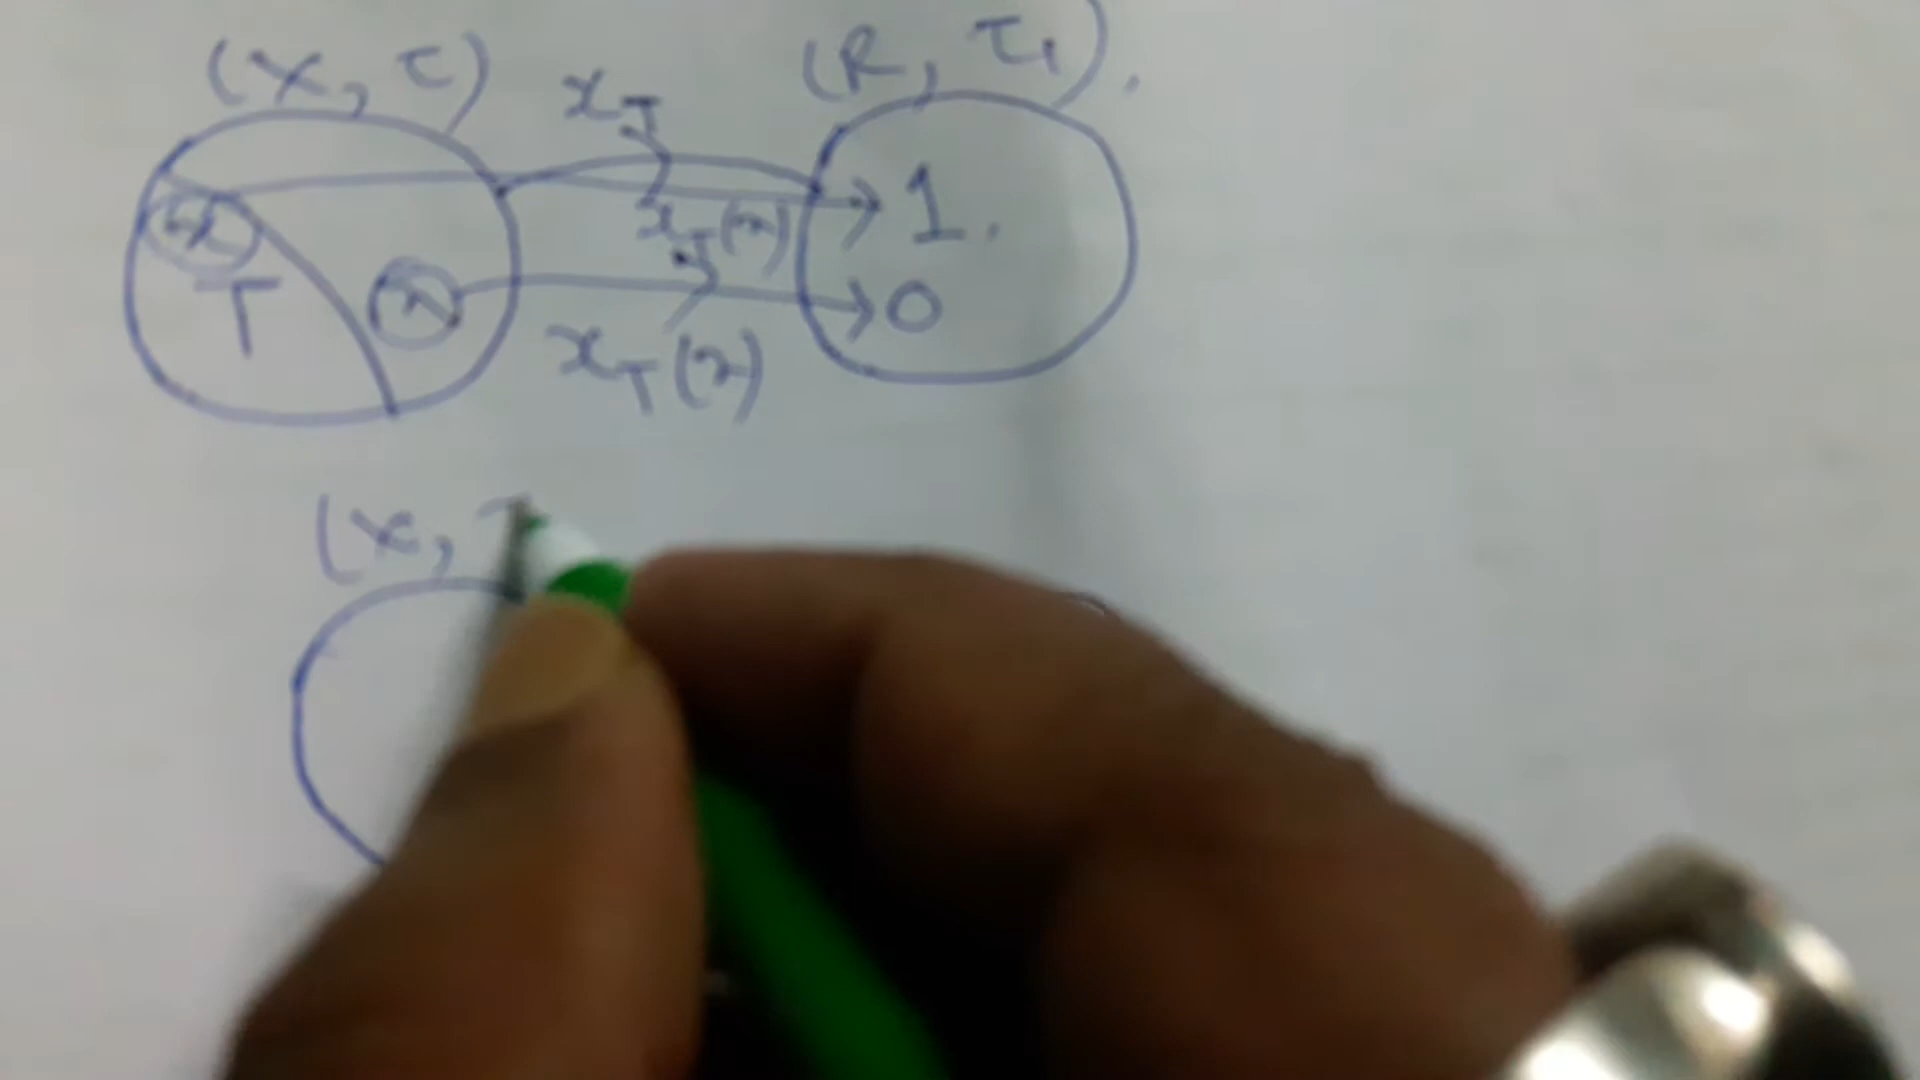 (X, τ) (R, τ₁).
x_T
x x_T(x) 1.
T x 0
x_T(x)
(X,